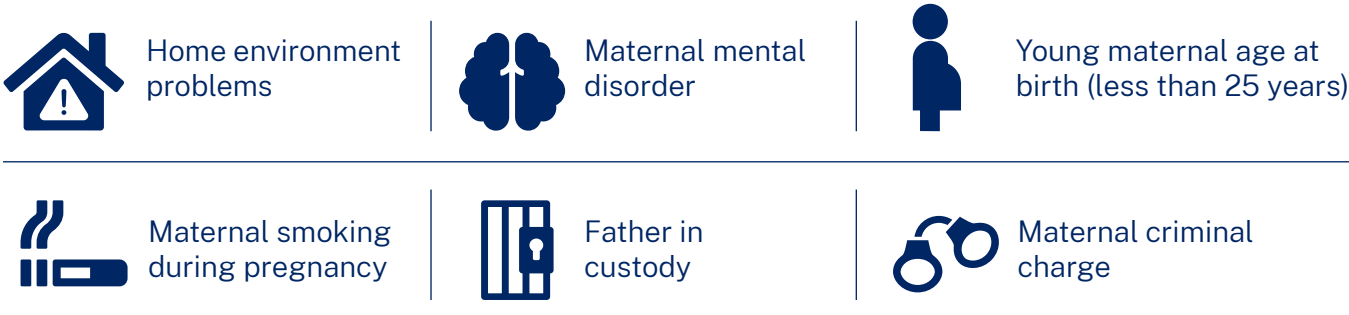 Home environment
problems
Maternal mental
disorder
Young maternal age at
birth (less than 25 years)
Maternal smoking
during pregnancy
Father in
custody
Maternal criminal
charge